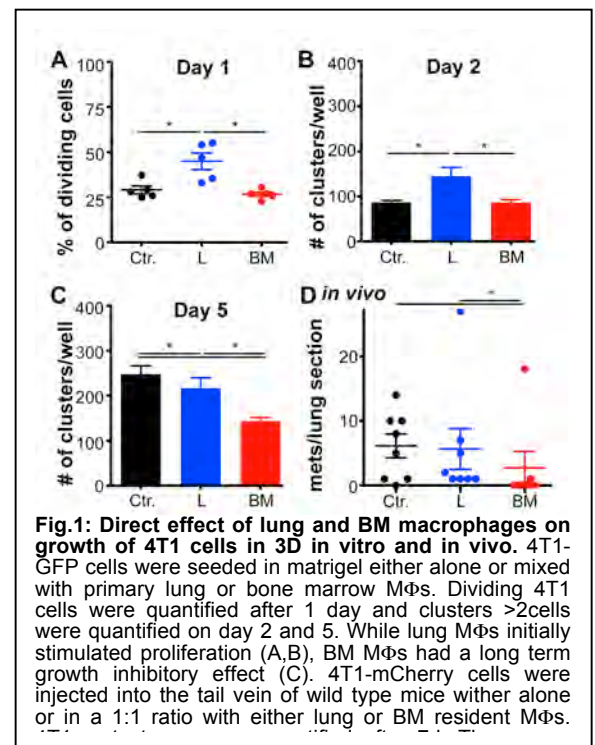 A
Day 1
% of dividing cells
100
75
50
25
0
*
*
Ctr.
L
BM
B
Day 2
# of clusters/well
400
300
200
100
0
*
*
Ctr.
L
BM
C
Day 5
# of clusters/well
400
300
200
100
0
*
*
Ctr.
L
BM
D in vivo
mets/lung section
20
10
0
*
Ctr.
L
BM
Fig.1: Direct effect of lung and BM macrophages on
growth of 4T1 cells in 3D in vitro and in vivo. 4T1-
GFP cells were seeded in matrigel either alone or mixed
with primary lung or bone marrow MΦs. Dividing 4T1
cells were quantified after 1 day and clusters >2cells
were quantified on day 2 and 5. While lung MΦs initially
stimulated proliferation (A,B), BM MΦs had a long term
growth inhibitory effect (C). 4T1-mCherry cells were
injected into the tail vein of wild type mice wither alone
or in a 1:1 ratio with either lung or BM resident MΦs.